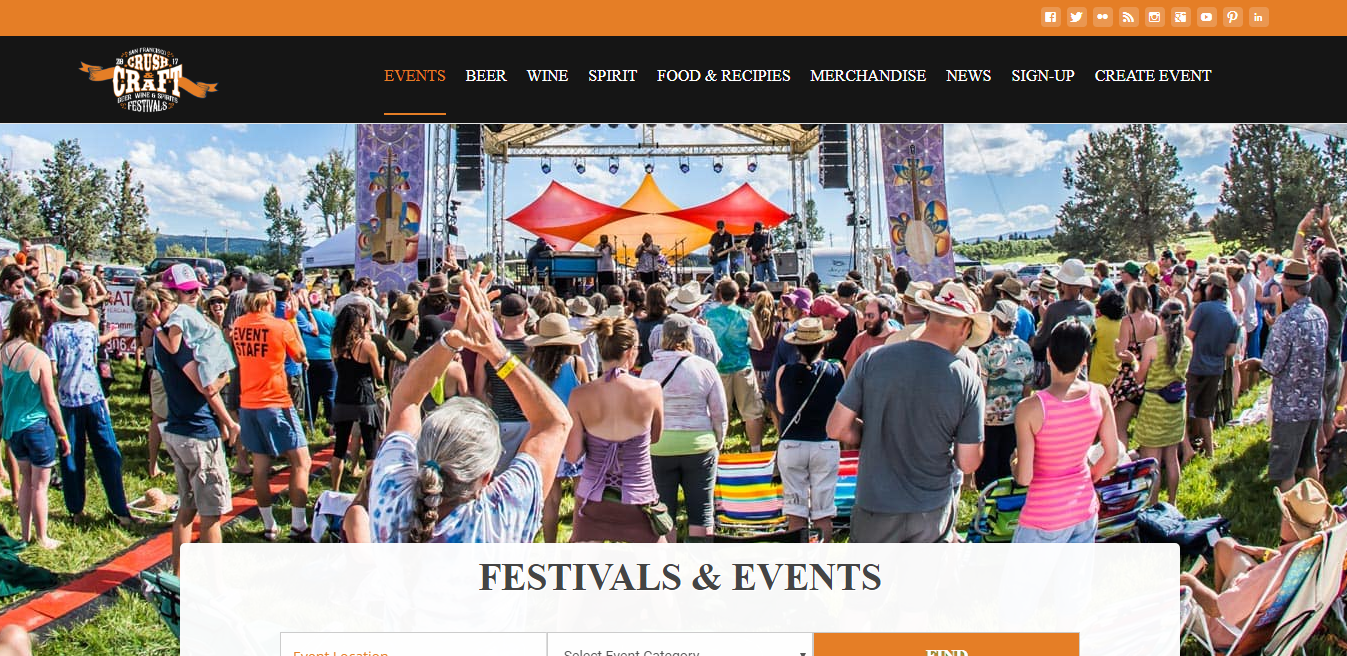 SAN FRANCISCO
20 CRUSH 17
&
CRAFT
BEER WINE & SPIRITS
FESTIVALS
EVENTS BEER WINE SPIRIT FOOD & RECIPIES MERCHANDISE NEWS SIGN-UP CREATE EVENT
EVENT
STAFF
FESTIVALS & EVENTS
Event Location Select Event Category FIND